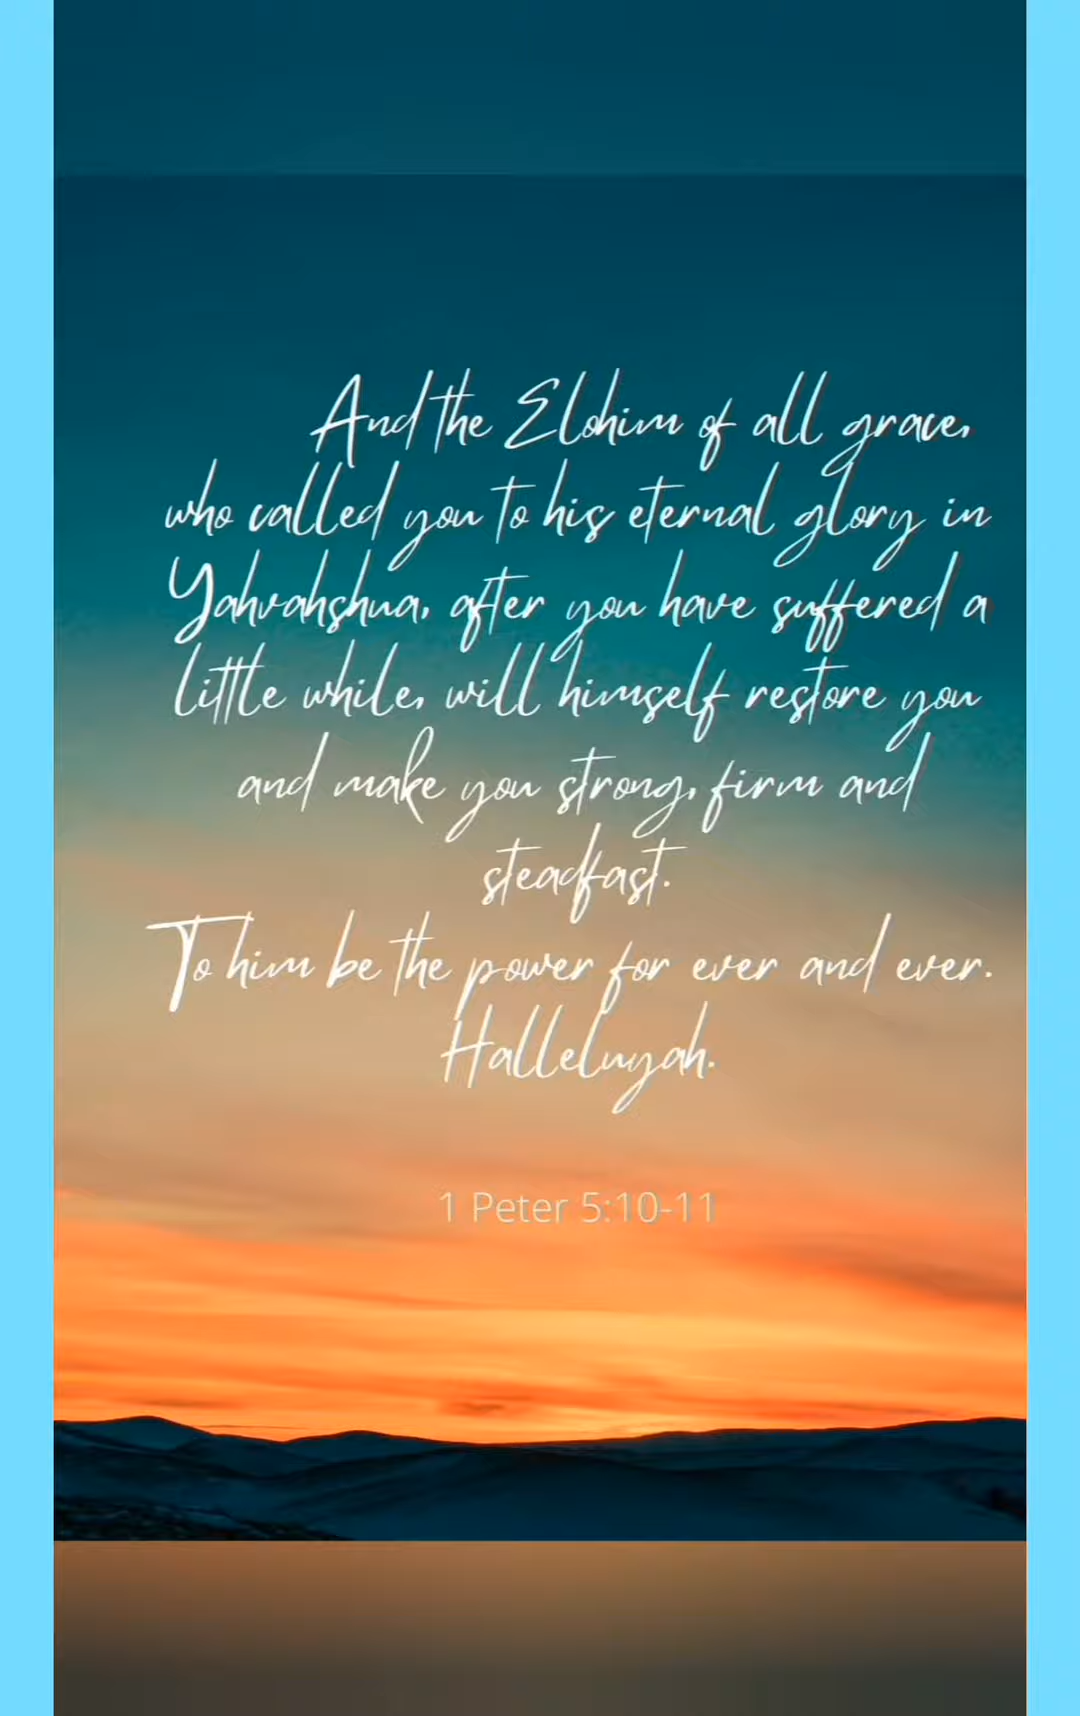 And the Elohim of all grace,
who called you to his eternal glory in
Yahvahshua, after you have suffered a
little while, will himself restore you
and make you strong, firm and
steadfast.
To him be the power for ever and ever.
Halleluyah.
1 Peter 5:10-11